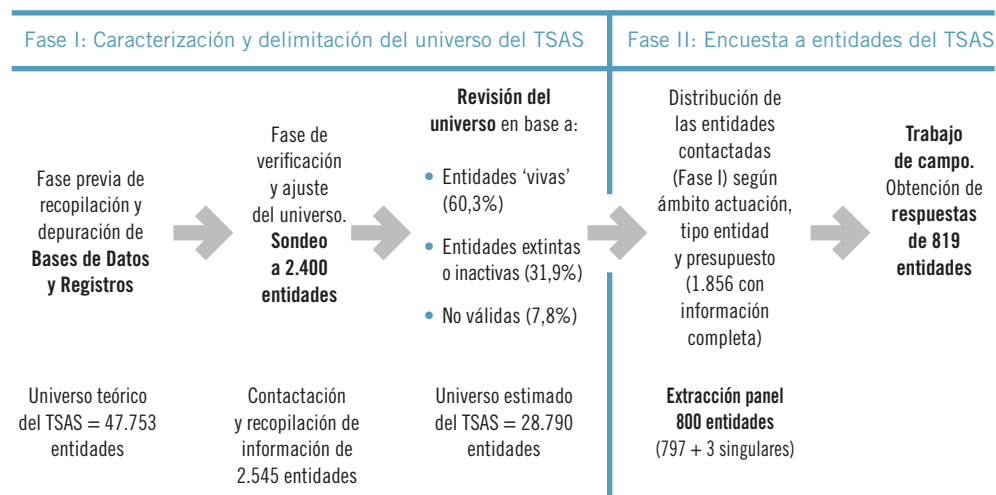 Fase I: Caracterización y delimitación del universo del TSAS
Fase II: Encuesta a entidades del TSAS
Fase previa de
recopilación y
depuración de
Bases de Datos
y Registros
Fase de
verificación
y ajuste
del universo.
Sondeo
a 2.400
entidades
Revisión del
universo en base a:
• Entidades ‘vivas’
(60,3%)
• Entidades extintas
o inactivas (31,9%)
• No válidas (7,8%)
Distribución de
las entidades
contactadas
(Fase I) según
ámbito actuación,
tipo entidad
y presupuesto
(1.856 con
información
completa)
Trabajo
de campo.
Obtención de
respuestas
de 819
entidades
Universo teórico
del TSAS = 47.753
entidades
Contactación
y recopilación de
información de
2.545 entidades
Universo estimado
del TSAS = 28.790
entidades
Extracción panel
800 entidades
(797 + 3 singulares)